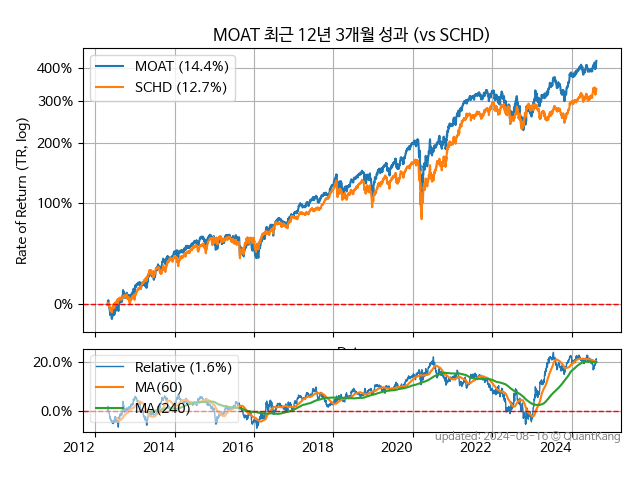 MOAT 최근 12년 3개월 성과 (vs SCHD)
MOAT (14.4%)
SCHD (12.7%)
Rate of Return (TR, log)
400%
300%
200%
100%
0%
Relative (1.6%)
MA(60)
MA(240)
20.0%
0.0%
2012 2014 2016 2018 2020 2022 2024
updated: 2024-08-16 © QuantKang